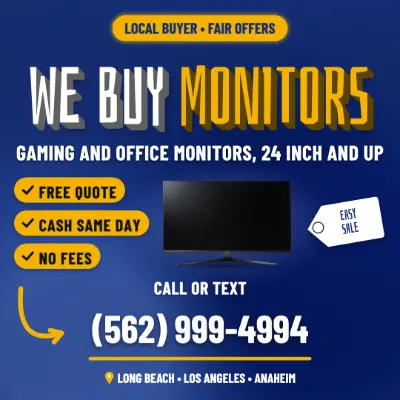 LOCAL BUYER • FAIR OFFERS
WE BUY MONITORS
GAMING AND OFFICE MONITORS, 24 INCH AND UP
FREE QUOTE
CASH SAME DAY
NO FEES
EASY
SALE
CALL OR TEXT
(562) 999-4994
LONG BEACH • LOS ANGELES • ANAHEIM